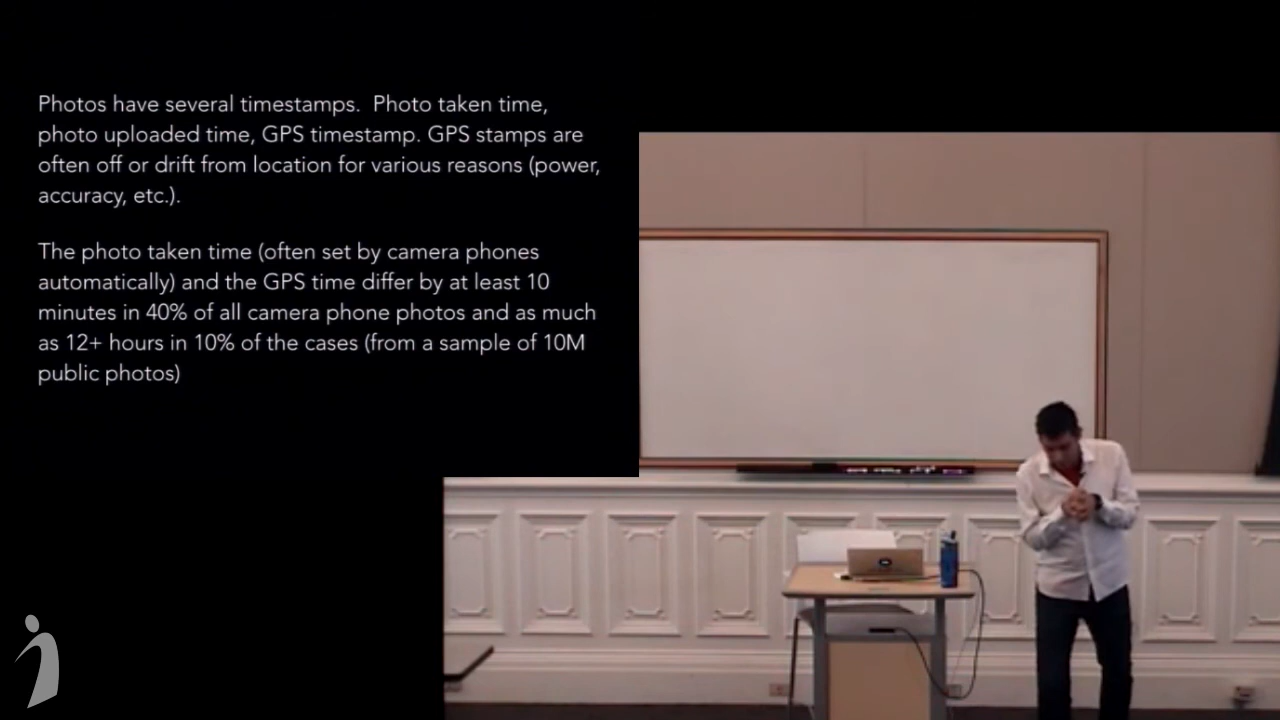 Photos have several timestamps.  Photo taken time,
photo uploaded time, GPS timestamp. GPS stamps are
often off or drift from location for various reasons (power,
accuracy, etc.).
The photo taken time (often set by camera phones
automatically) and the GPS time differ by at least 10
minutes in 40% of all camera phone photos and as much
as 12+ hours in 10% of the cases (from a sample of 10M
public photos)